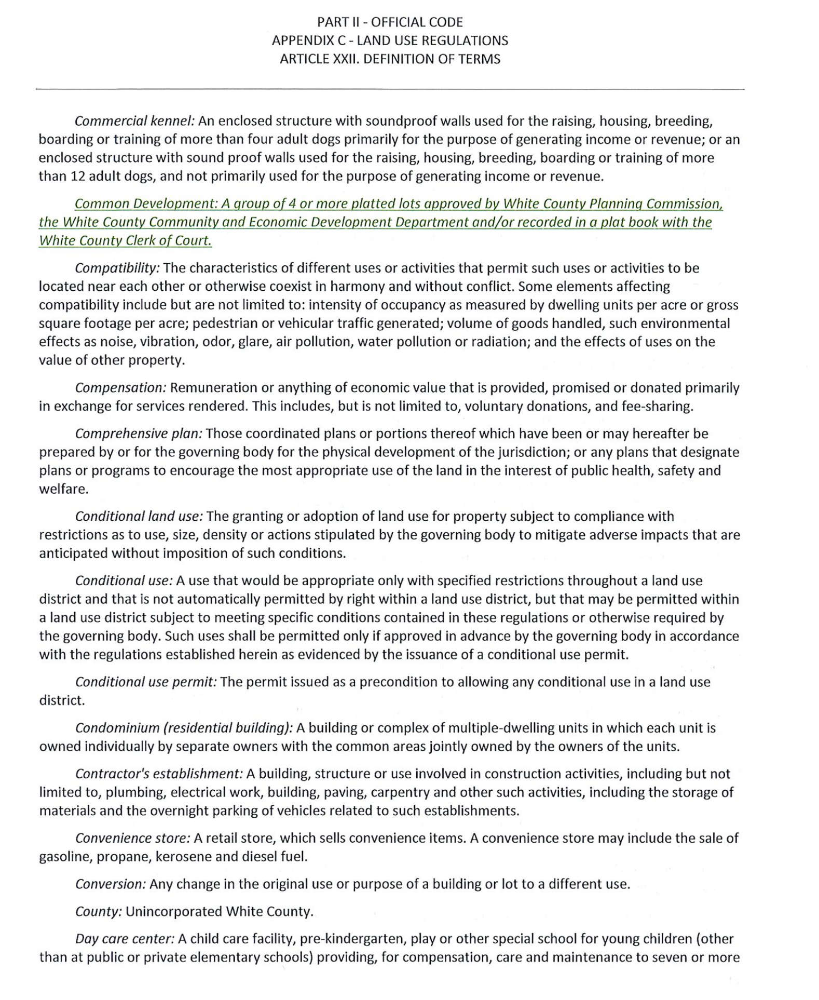 PART II - OFFICIAL CODE
APPENDIX C - LAND USE REGULATIONS
ARTICLE XXII. DEFINITION OF TERMS
Commercial kennel: An enclosed structure with soundproof walls used for the raising, housing, breeding,
boarding or training of more than four adult dogs primarily for the purpose of generating income or revenue; or an
enclosed structure with sound proof walls used for the raising, housing, breeding, boarding or training of more
than 12 adult dogs, and not primarily used for the purpose of generating income or revenue.
Common Development: A group of 4 or more platted lots approved by White County Planning Commission,
the White County Community and Economic Development Department and/or recorded in a plat book with the
White County Clerk of Court.
Compatibility: The characteristics of different uses or activities that permit such uses or activities to be
located near each other or otherwise coexist in harmony and without conflict. Some elements affecting
compatibility include but are not limited to: intensity of occupancy as measured by dwelling units per acre or gross
square footage per acre; pedestrian or vehicular traffic generated; volume of goods handled, such environmental
effects as noise, vibration, odor, glare, air pollution, water pollution or radiation; and the effects of uses on the
value of other property.
Compensation: Remuneration or anything of economic value that is provided, promised or donated primarily
in exchange for services rendered. This includes, but is not limited to, voluntary donations, and fee-sharing.
Comprehensive plan: Those coordinated plans or portions thereof which have been or may hereafter be
prepared by or for the governing body for the physical development of the jurisdiction; or any plans that designate
plans or programs to encourage the most appropriate use of the land in the interest of public health, safety and
welfare.
Conditional land use: The granting or adoption of land use for property subject to compliance with
restrictions as to use, size, density or actions stipulated by the governing body to mitigate adverse impacts that are
anticipated without imposition of such conditions.
Conditional use: A use that would be appropriate only with specified restrictions throughout a land use
district and that is not automatically permitted by right within a land use district, but that may be permitted within
a land use district subject to meeting specific conditions contained in these regulations or otherwise required by
the governing body. Such uses shall be permitted only if approved in advance by the governing body in accordance
with the regulations established herein as evidenced by the issuance of a conditional use permit.
Conditional use permit: The permit issued as a precondition to allowing any conditional use in a land use
district.
Condominium (residential building): A building or complex of multiple-dwelling units in which each unit is
owned individually by separate owners with the common areas jointly owned by the owners of the units.
Contractor's establishment: A building, structure or use involved in construction activities, including but not
limited to, plumbing, electrical work, building, paving, carpentry and other such activities, including the storage of
materials and the overnight parking of vehicles related to such establishments.
Convenience store: A retail store, which sells convenience items. A convenience store may include the sale of
gasoline, propane, kerosene and diesel fuel.
Conversion: Any change in the original use or purpose of a building or lot to a different use.
County: Unincorporated White County.
Day care center: A child care facility, pre-kindergarten, play or other special school for young children (other
than at public or private elementary schools) providing, for compensation, care and maintenance to seven or more